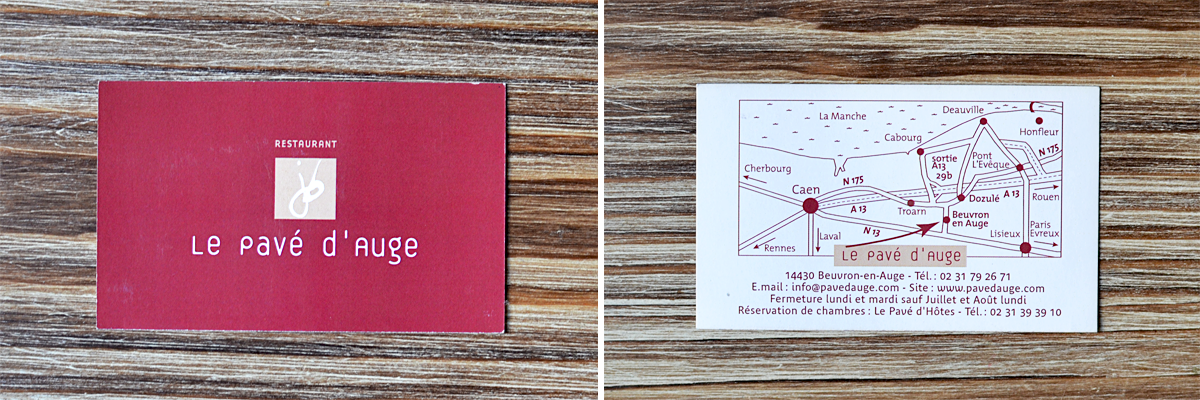 RESTAURANT
Le Pavé d'Auge
La Manche
Deauville
Honfleur
Cabourg
N 175
sortie
A13
29b
Pont
L'Evêque
Cherbourg
Caen
N 175
A 13
Troarn
Dozulé
A 13
Rouen
Beuvron
en Auge
N 13
Lisieux
Paris
Evreux
Rennes
Laval
Le Pavé d'Auge
14430 Beuvron-en-Auge - Tél. : 02 31 79 26 71
E.mail : info@pavedauge.com - Site : www.pavedauge.com
Fermeture lundi et mardi sauf Juillet et Août lundi
Réservation de chambres : Le Pavé d'Hôtes - Tél. : 02 31 39 39 10